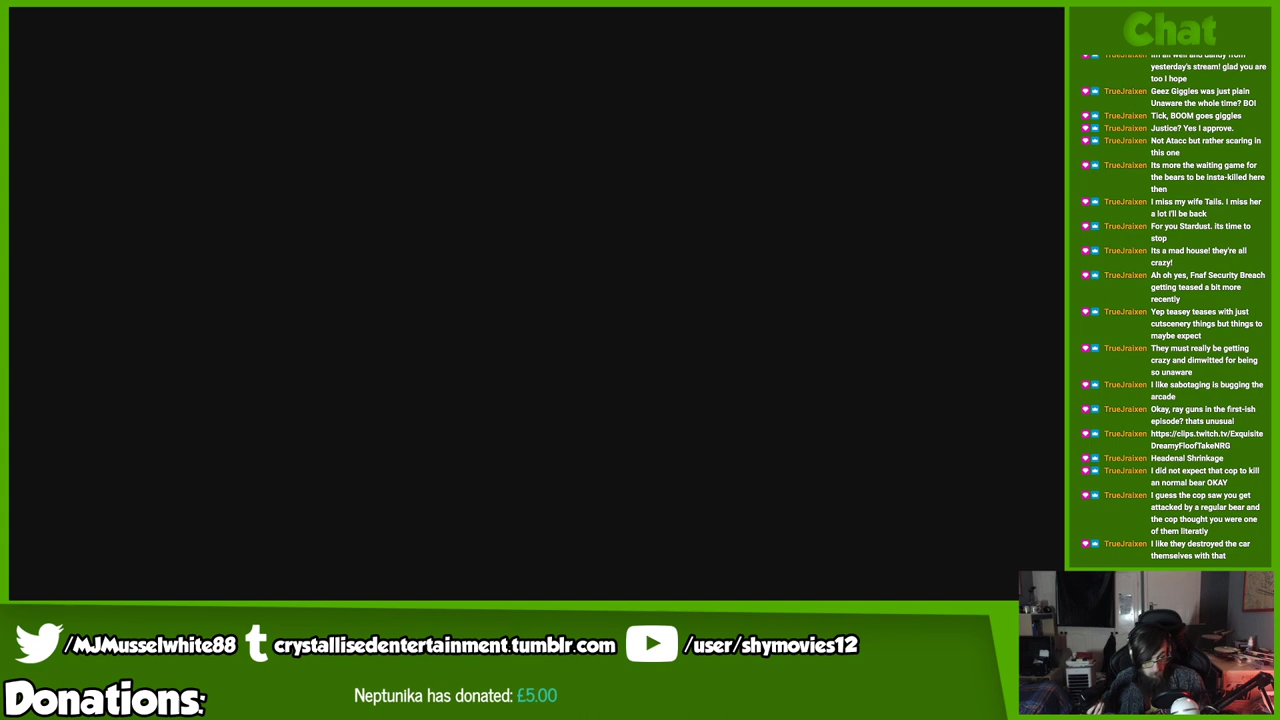 Chat
TrueJraixen Im all well and dandy from
yesterday's stream! glad you are
too I hope
TrueJraixen Geez Giggles was just plain
Unaware the whole time? BOI
TrueJraixen Tick, BOOM goes giggles
TrueJraixen Justice? Yes I approve.
TrueJraixen Not Atacc but rather scaring in
this one
TrueJraixen Its more the waiting game for
the bears to be insta-killed here
then
TrueJraixen I miss my wife Tails. I miss her
a lot I'll be back
TrueJraixen For you Stardust. its time to
stop
TrueJraixen Its a mad house! they're all
crazy!
TrueJraixen Ah oh yes, Fnaf Security Breach
getting teased a bit more
recently
TrueJraixen Yep teasey teases with just
cutscenery things but things to
maybe expect
TrueJraixen They must really be getting
crazy and dimwitted for being
so unaware
TrueJraixen I like sabotaging is bugging the
arcade
TrueJraixen Okay, ray guns in the first-ish
episode? thats unusual
TrueJraixen https://clips.twitch.tv/Exquisite
DreamyFloofTakeNRG
TrueJraixen Headenal Shrinkage
TrueJraixen I did not expect that cop to kill
an normal bear OKAY
TrueJraixen I guess the cop saw you get
attacked by a regular bear and
the cop thought you were one
of them literatly
TrueJraixen I like they destroyed the car
themselves with that
/MJMusselwhite88 crystallisedentertainment.tumblr.com /user/shymovies12
Donations: Neptunika has donated: £5.00